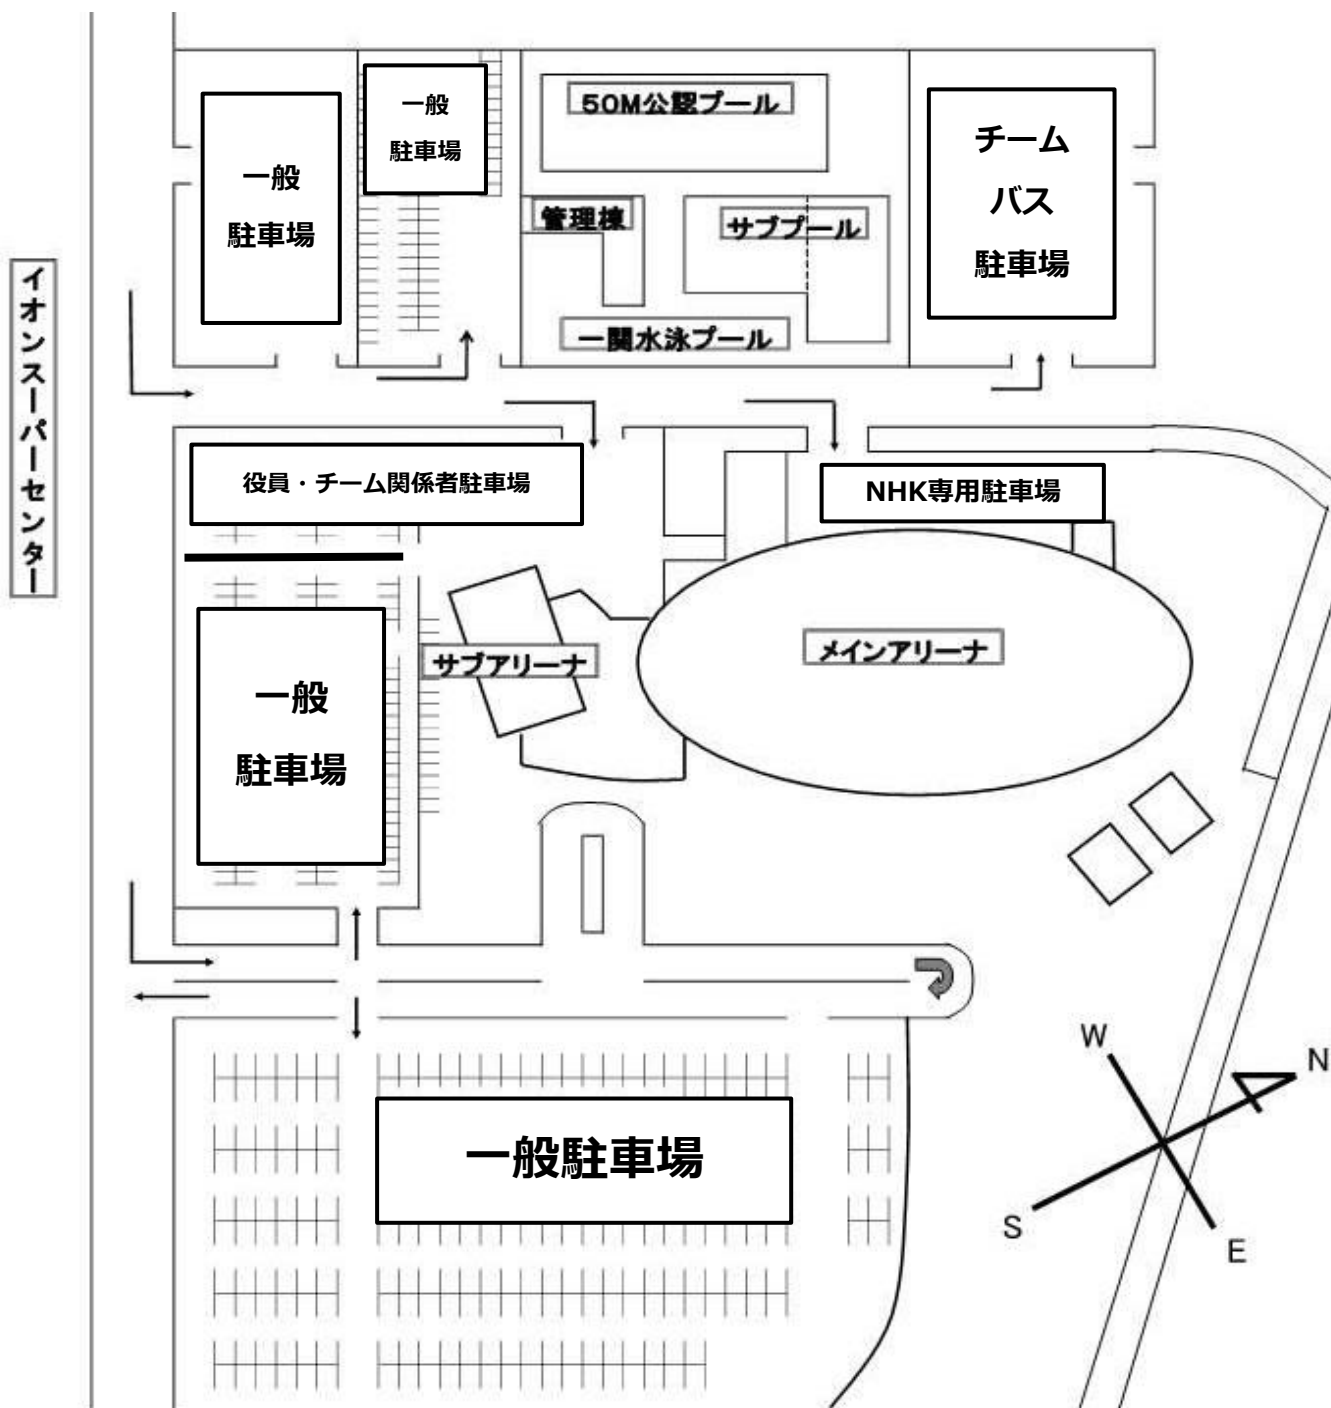 一般
駐車場
50M公認プール
チーム
バス
駐車場
一般
駐車場
管理棟
サブプール
一関水泳プール
イオンスーパーセンター
役員・チーム関係者駐車場
NHK専用駐車場
サブアリーナ
メインアリーナ
一般
駐車場
W
N
一般駐車場
S
E